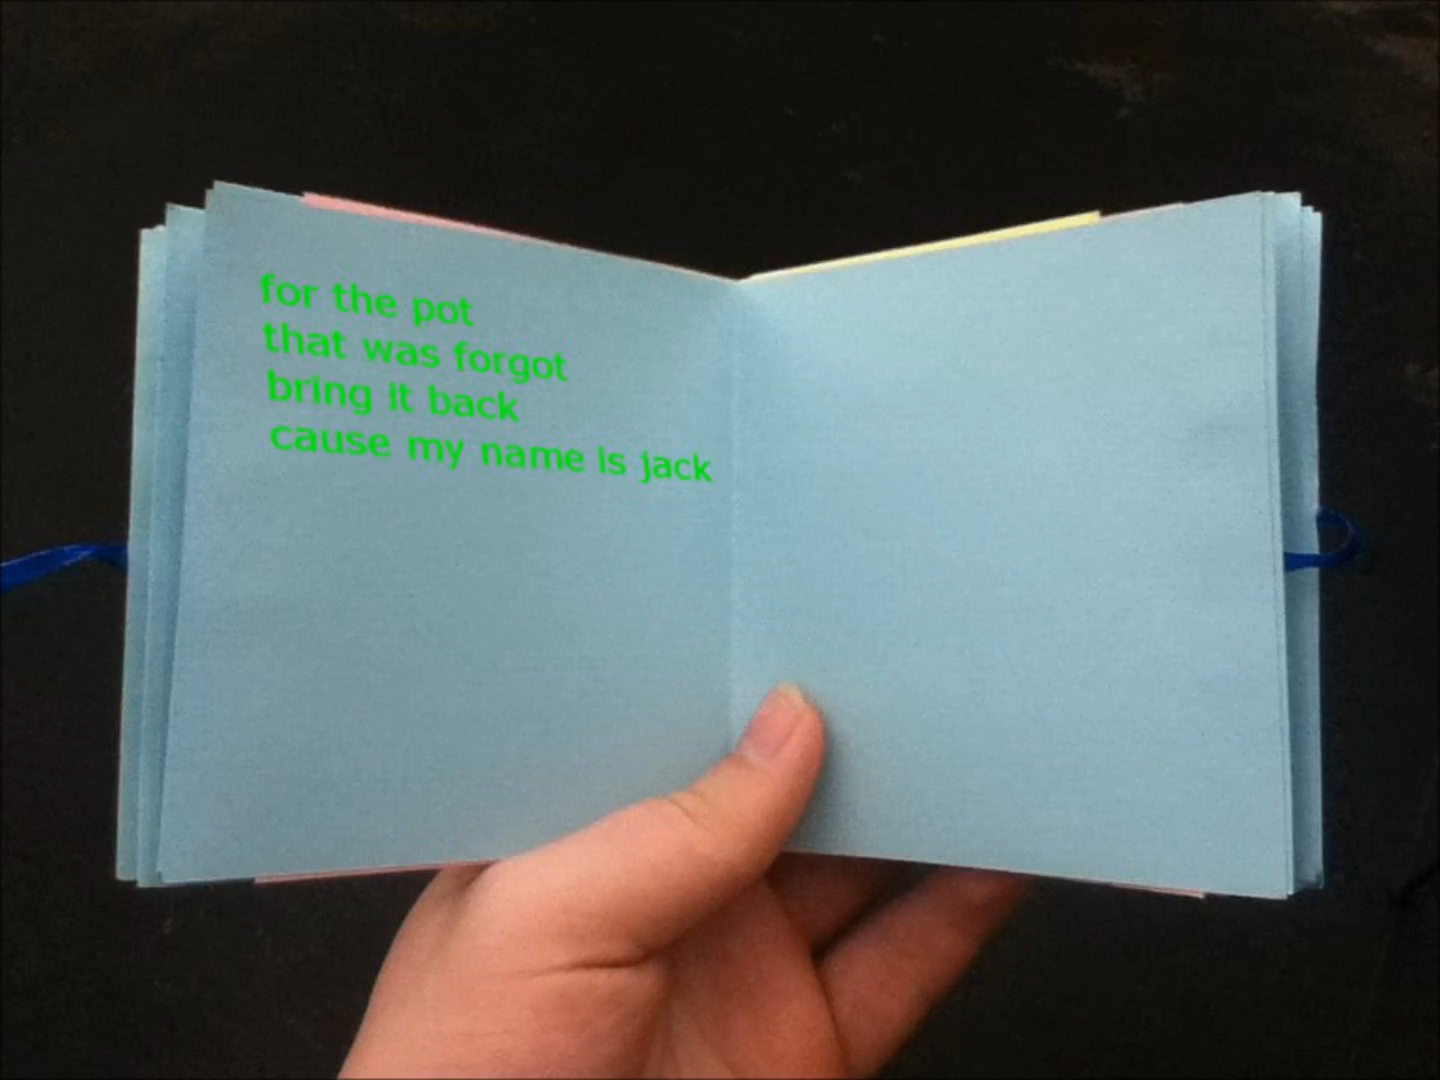 for the pot
that was forgot
bring it back
cause my name is jack